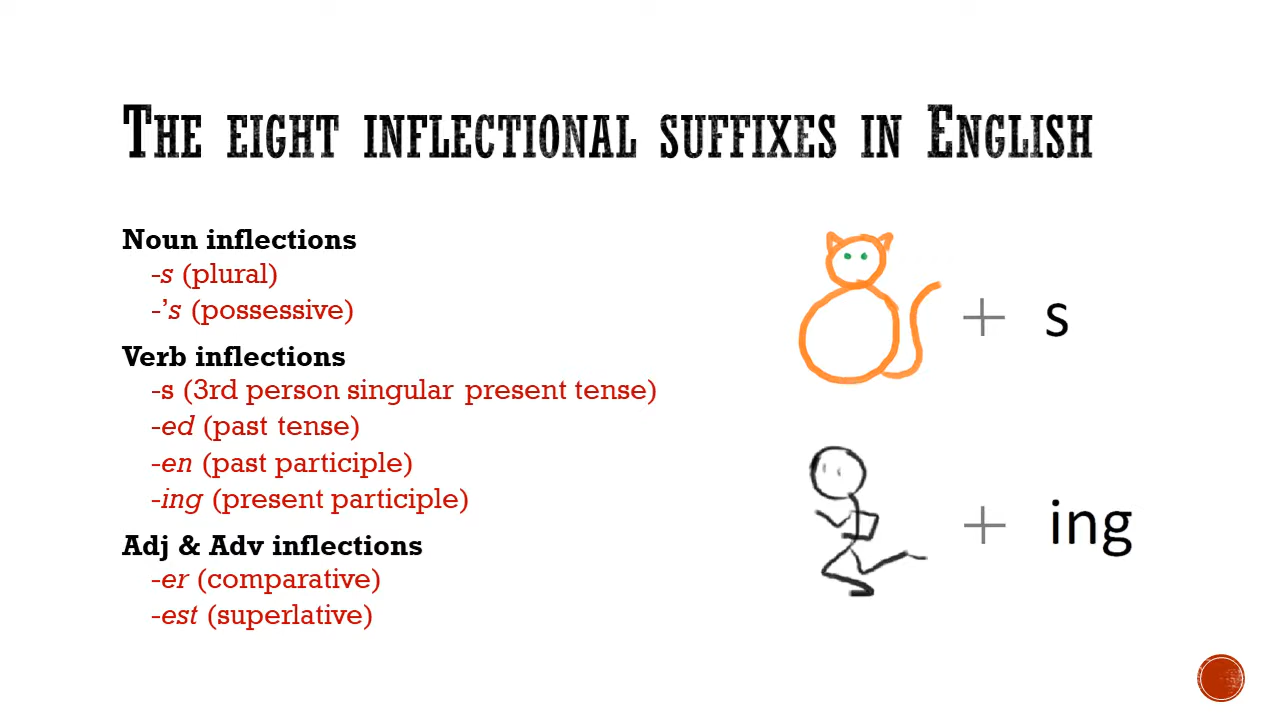 The eight inflectional suffixes in English
Noun inflections
-s (plural)
-’s (possessive)
Verb inflections
-s (3rd person singular present tense)
-ed (past tense)
-en (past participle)
-ing (present participle)
Adj & Adv inflections
-er (comparative)
-est (superlative)
+ s
+ ing